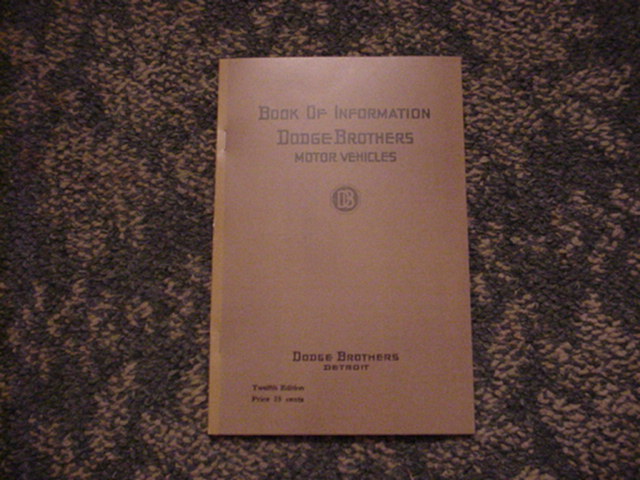 BOOK OF INFORMATION
DODGE BROTHERS
MOTOR VEHICLES
DB
DODGE BROTHERS
DETROIT
Twelfth Edition
Price 25 cents